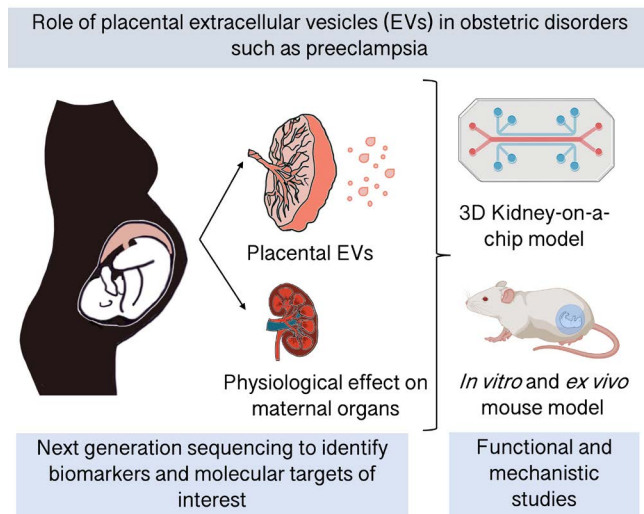 Role of placental extracellular vesicles (EVs) in obstetric disorders
such as preeclampsia
Placental EVs
Physiological effect on
maternal organs
3D Kidney-on-a-
chip model
In vitro and ex vivo
mouse model
Next generation sequencing to identify
biomarkers and molecular targets of
interest
Functional and
mechanistic
studies